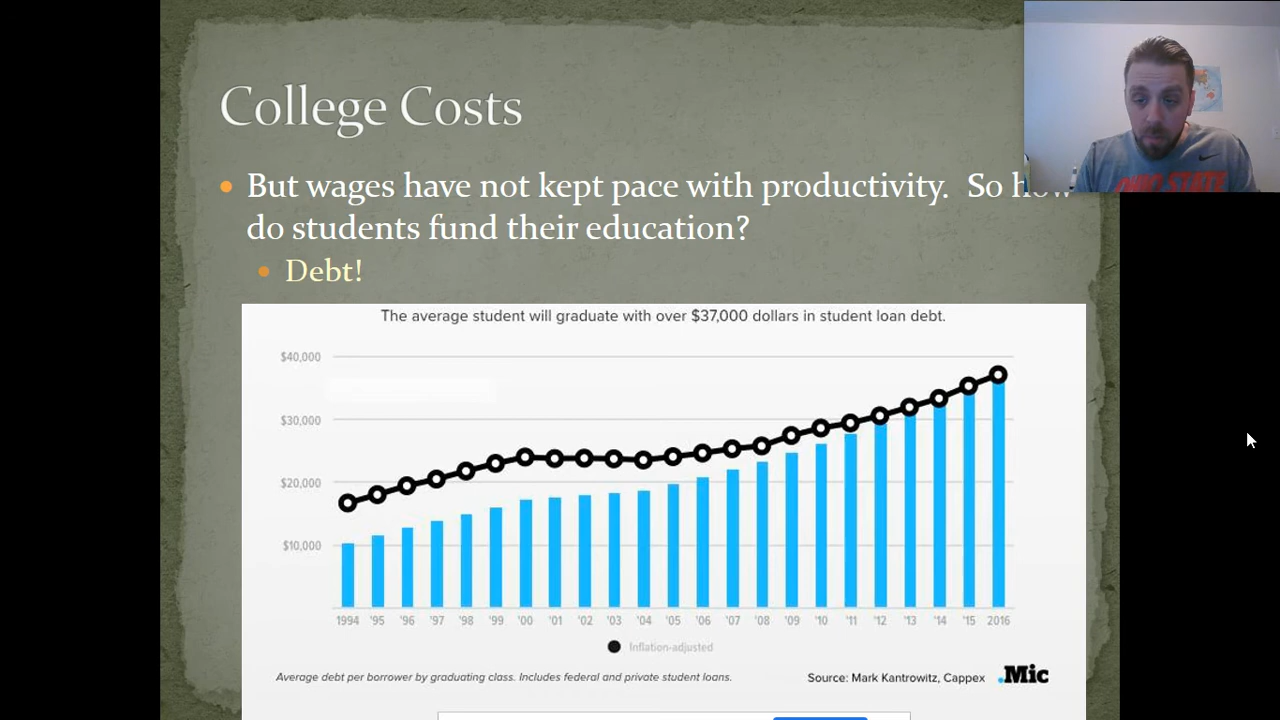 College Costs
But wages have not kept pace with productivity. So how
do students fund their education?
Debt!
The average student will graduate with over $37,000 dollars in student loan debt.
$40,000
$30,000
$20,000
$10,000
1994 '95 '96 '97 '98 '99 '00 '01 '02 '03 '04 '05 '06 '07 '08 '09 '10 '11 '12 '13 '14 '15 2016
Inflation-adjusted
Average debt per borrower by graduating class. Includes federal and private student loans.
Source: Mark Kantrowitz, Cappex .Mic
OHIO STATE